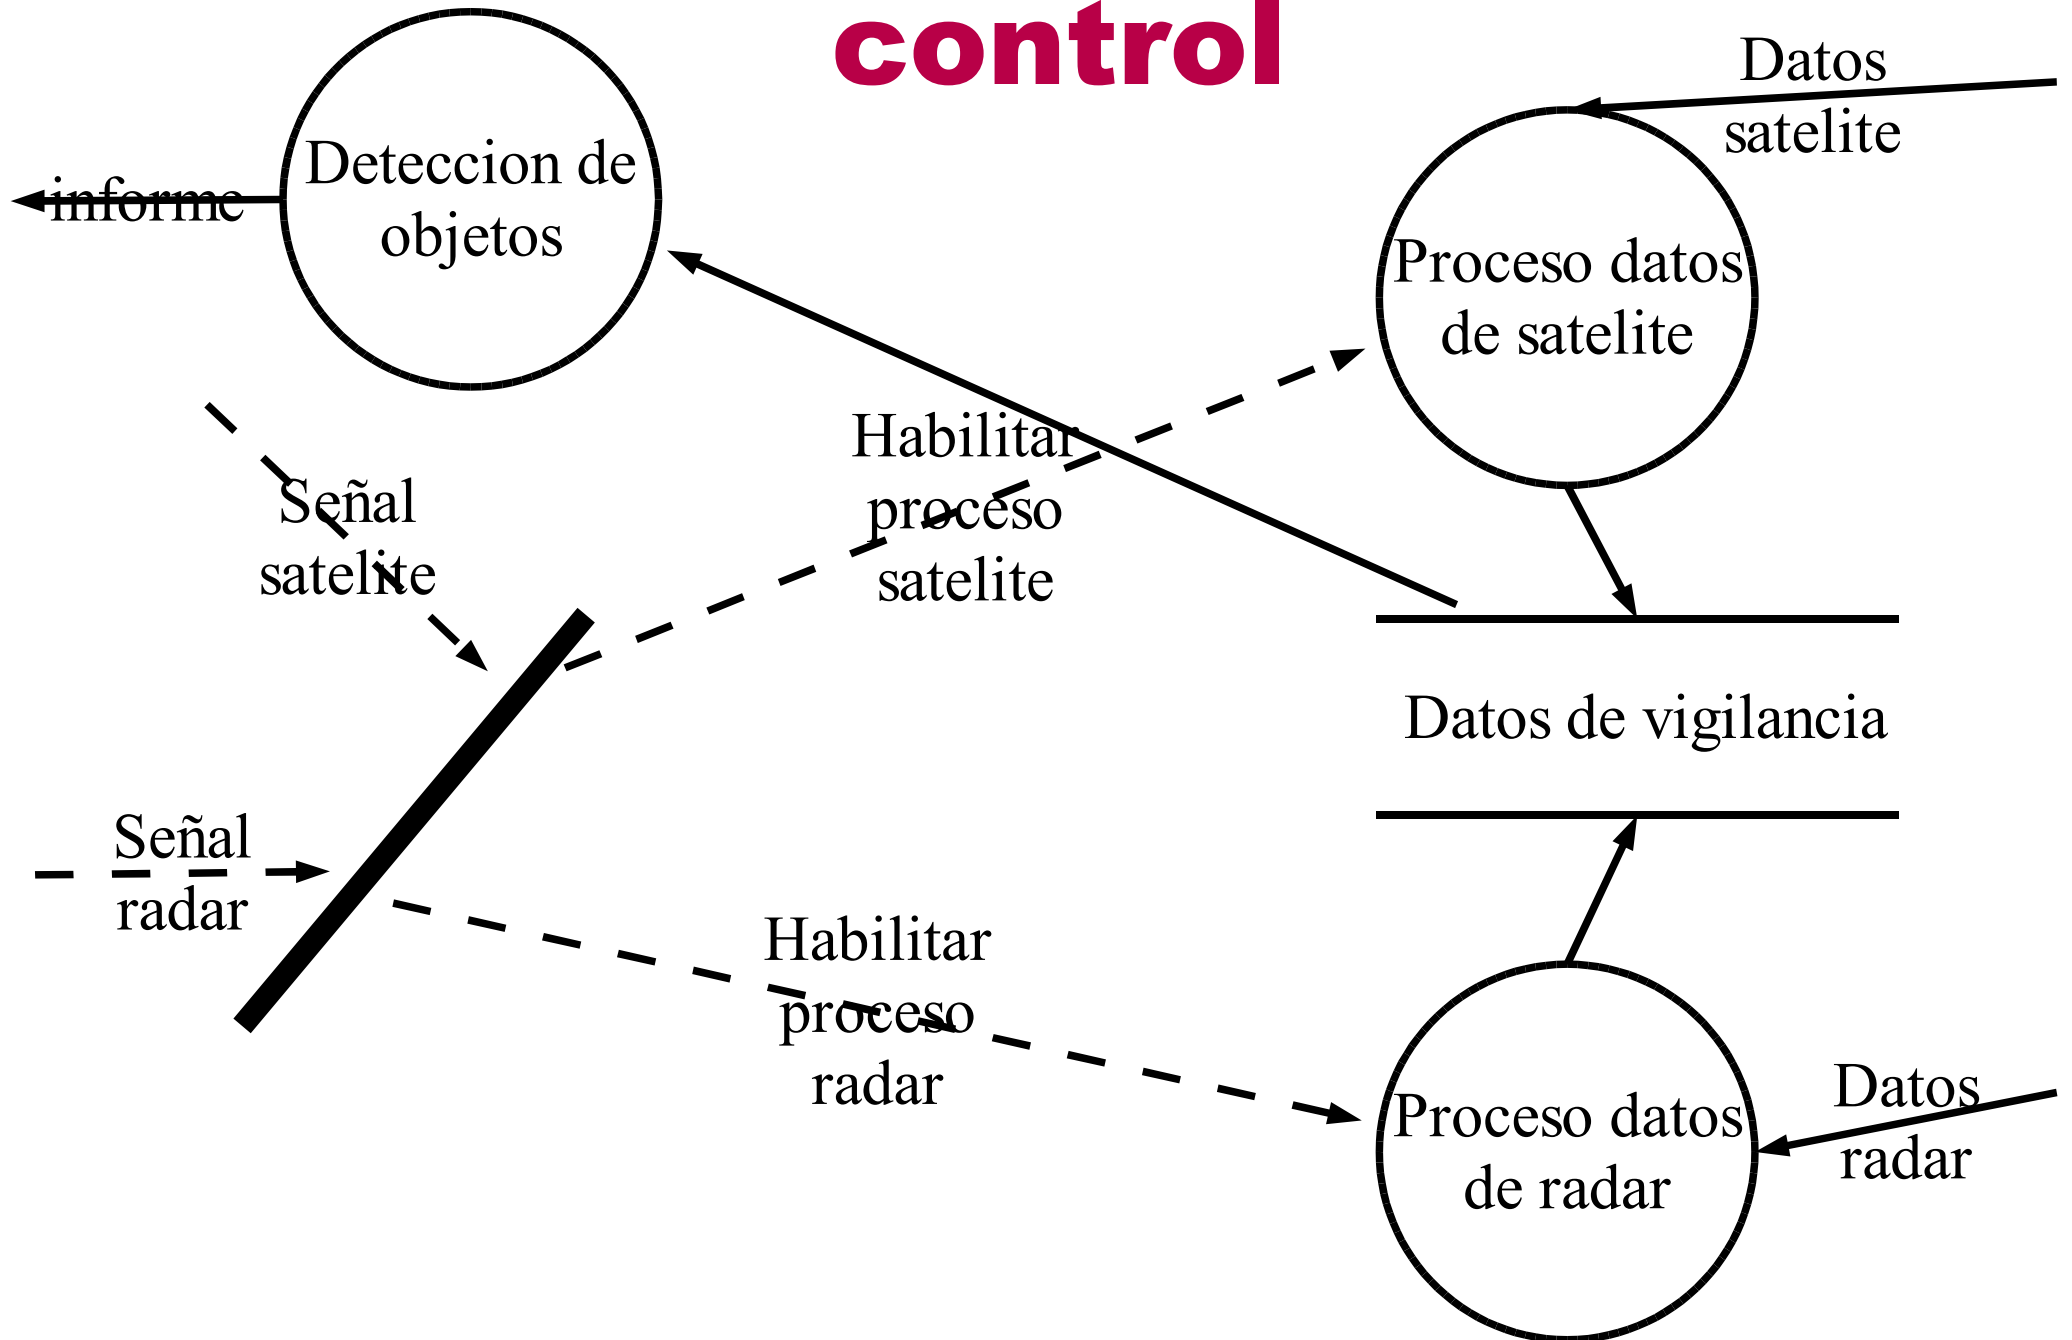 control
Datos
satelite
Deteccion de
objetos
informe
Proceso datos
de satelite
Señal
satelite
Habilitar
proceso
satelite
Datos de vigilancia
Señal
radar
Habilitar
proceso
radar
Proceso datos
de radar
Datos
radar